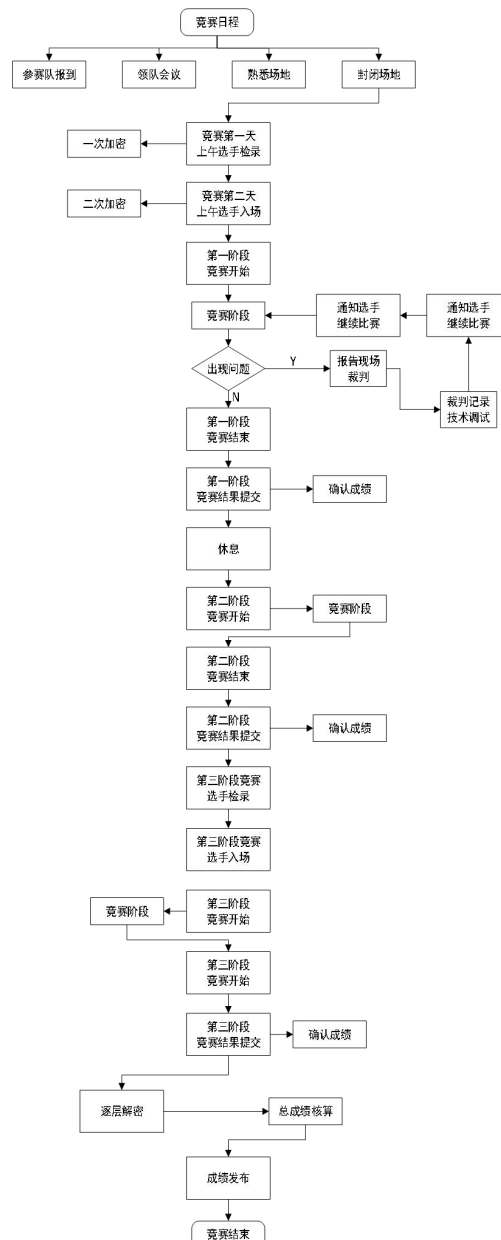 竞赛日程
参赛队报到
领队会议
熟悉场地
封闭场地
一次加密
竞赛第一天
上午选手检录
二次加密
竞赛第二天
上午选手入场
第一阶段
竞赛开始
竞赛阶段
通知选手
继续比赛
通知选手
继续比赛
出现问题
Y
报告现场
裁判
N
裁判记录
技术调试
第一阶段
竞赛结束
第一阶段
竞赛结果提交
确认成绩
休息
第二阶段
竞赛开始
竞赛阶段
第二阶段
竞赛结束
第二阶段
竞赛结果提交
确认成绩
第三阶段竞赛
选手检录
第三阶段竞赛
选手入场
竞赛阶段
第三阶段
竞赛开始
第三阶段
竞赛开始
第三阶段
竞赛结果提交
确认成绩
逐层解密
总成绩核算
成绩发布
竞赛结束